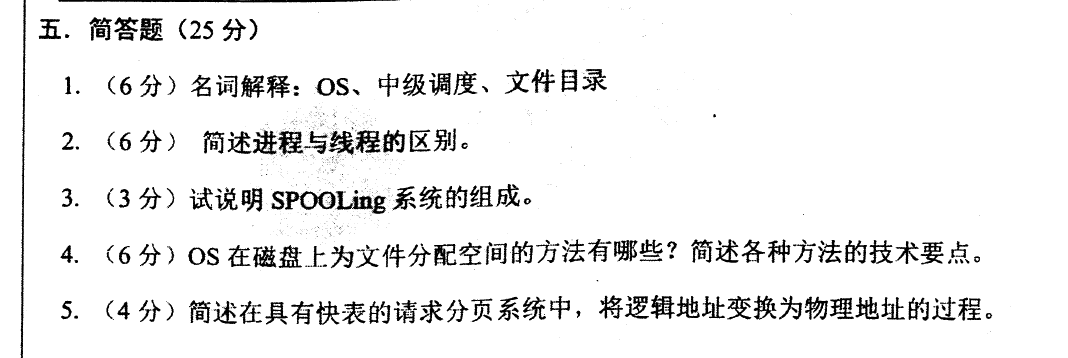 五．简答题（25 分）
1. （6 分）名词解释：OS、中级调度、文件目录
2. （6 分） 简述进程与线程的区别。
3. （3 分）试说明 SPOOLing 系统的组成。
4. （6 分）OS 在磁盘上为文件分配空间的方法有哪些？简述各种方法的技术要点。
5. （4 分）简述在具有快表的请求分页系统中，将逻辑地址变换为物理地址的过程。